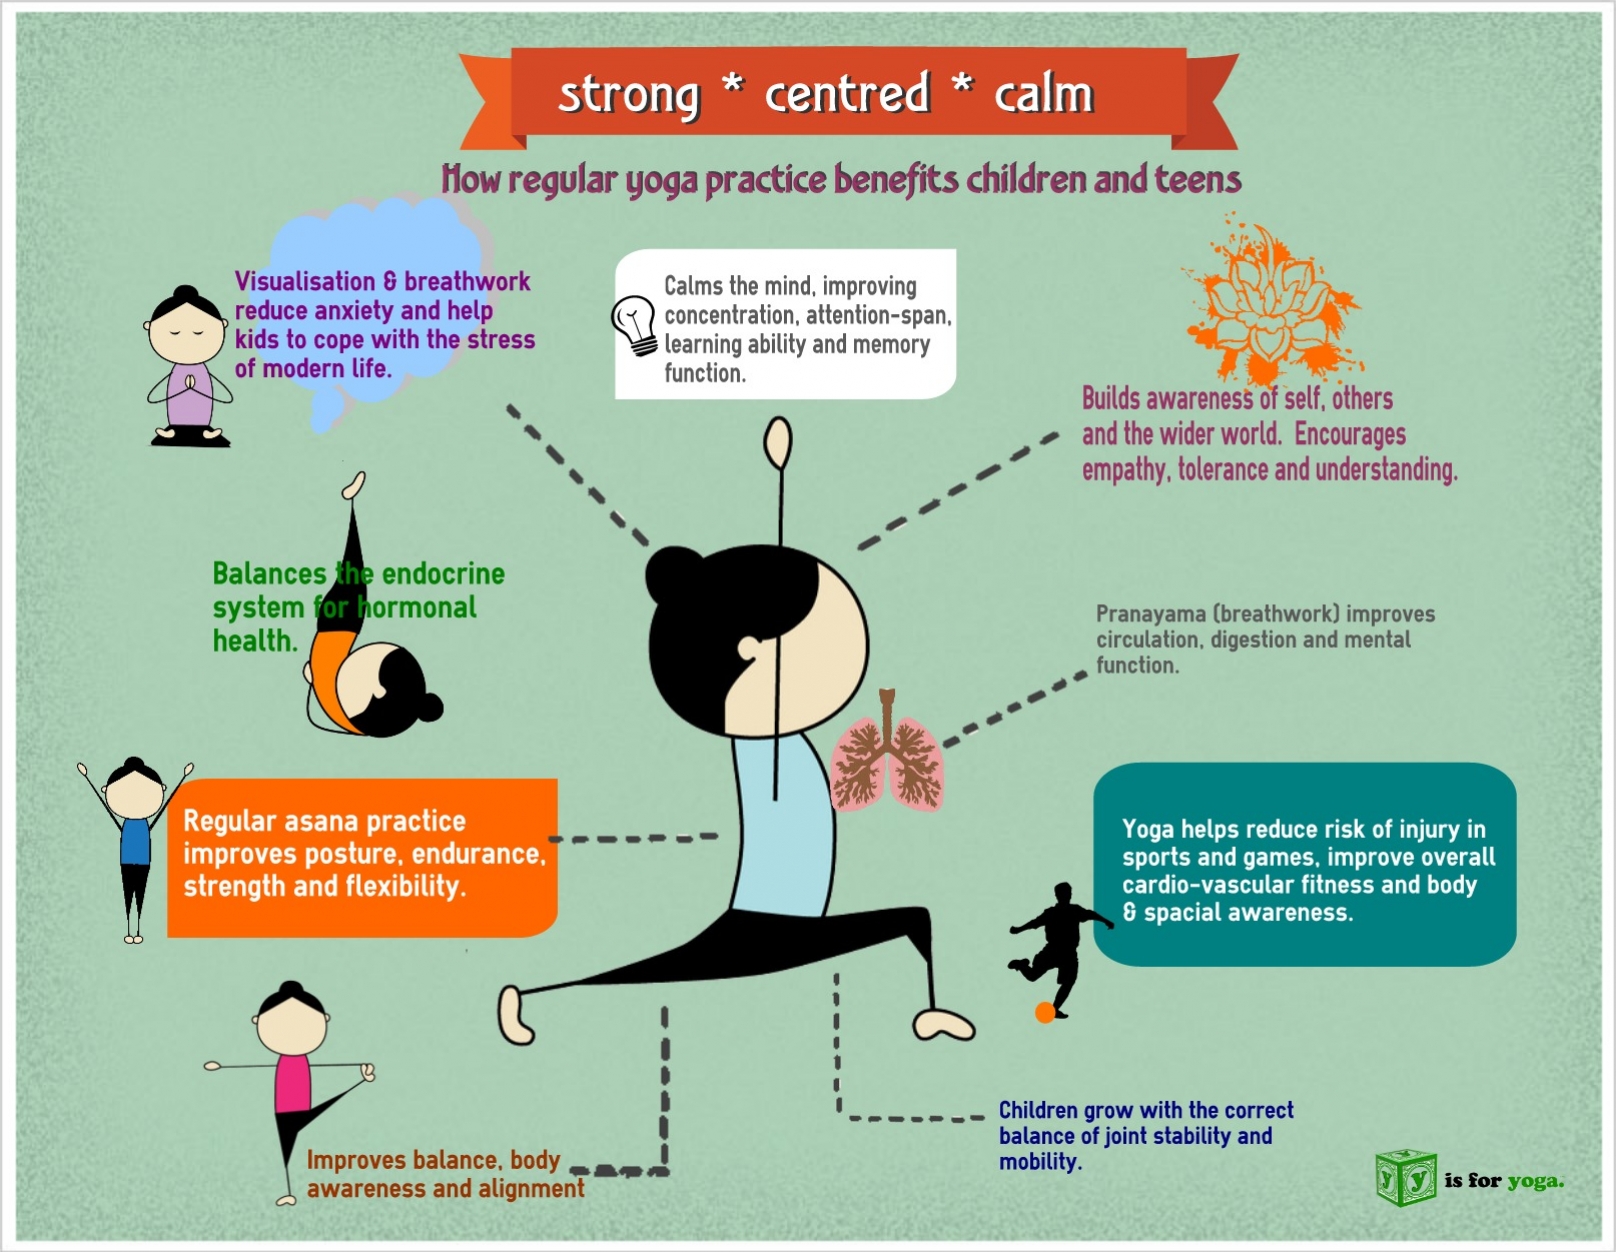 strong * centred * calm
How regular yoga practice benefits children and teens
Visualisation & breathwork
reduce anxiety and help
kids to cope with the stress
of modern life.
Calms the mind, improving
concentration, attention-span,
learning ability and memory
function.
Builds awareness of self, others
and the wider world. Encourages
empathy, tolerance and understanding.
Balances the endocrine
system for hormonal
health.
Pranayama (breathwork) improves
circulation, digestion and mental
function.
Regular asana practice
improves posture, endurance,
strength and flexibility.
Yoga helps reduce risk of injury in
sports and games, improve overall
cardio-vascular fitness and body
& spacial awareness.
Improves balance, body
awareness and alignment
Children grow with the correct
balance of joint stability and
mobility.
y y is for yoga.